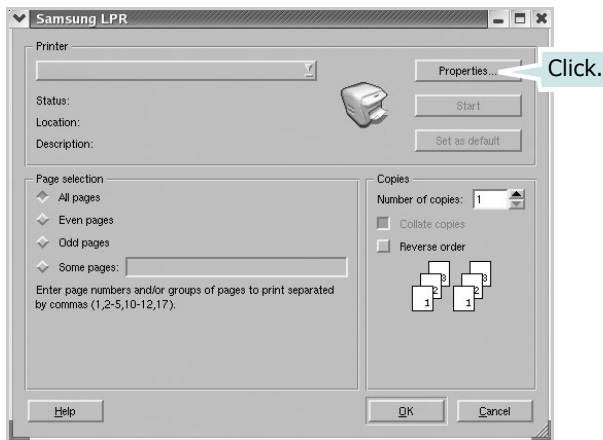 Samsung LPR
Printer
Properties...
Click.
Status:
Start
Location:
Description:
Set as default
Page selection
All pages
Even pages
Odd pages
Some pages:
Enter page numbers and/or groups of pages to print separated
by commas (1,2-5,10-12,17).
Copies
Number of copies: 1
Collate copies
Reverse order
3 3
2 2
1 1
Help
OK
Cancel